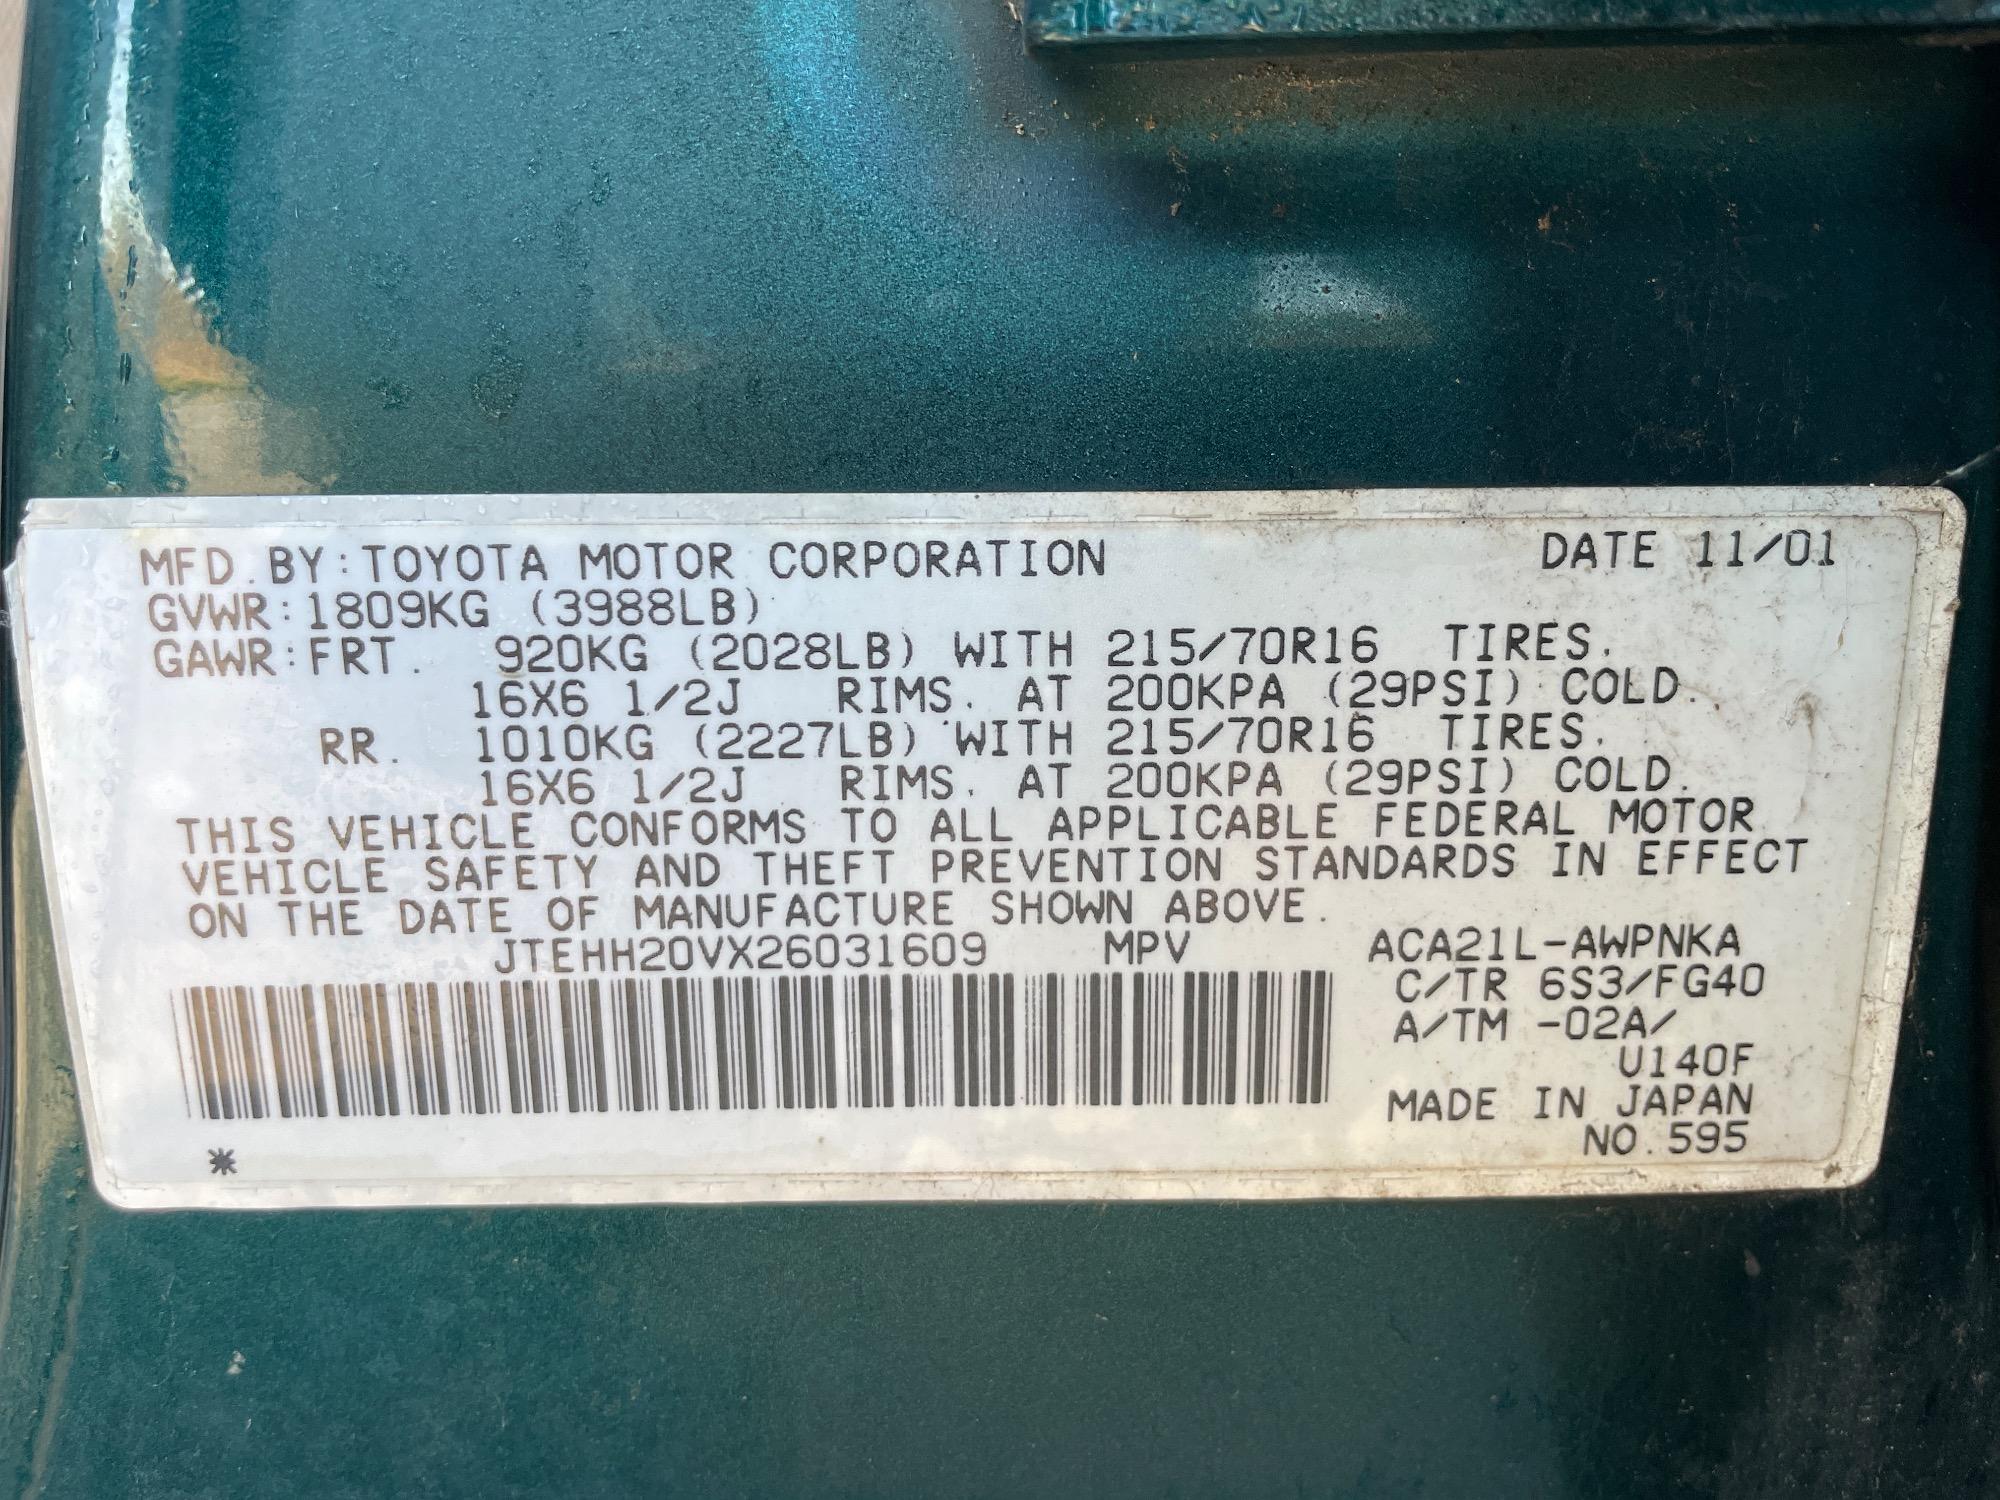 MFD.BY:TOYOTA MOTOR CORPORATION DATE 11/01
GVWR:1809KG (3988LB)
GAWR:FRT. 920KG (2028LB) WITH 215/70R16 TIRES.
16X6 1/2J RIMS. AT 200KPA (29PSI) COLD.
RR. 1010KG (2227LB) WITH 215/70R16 TIRES.
16X6 1/2J RIMS. AT 200KPA (29PSI) COLD.
THIS VEHICLE CONFORMS TO ALL APPLICABLE FEDERAL MOTOR
VEHICLE SAFETY AND THEFT PREVENTION STANDARDS IN EFFECT
ON THE DATE OF MANUFACTURE SHOWN ABOVE.
JTEHH20VX26031609 MPV ACA21L-AWPNKA
C/TR 6S3/FG40
A/TM -02A/
U140F
MADE IN JAPAN
NO.595
*